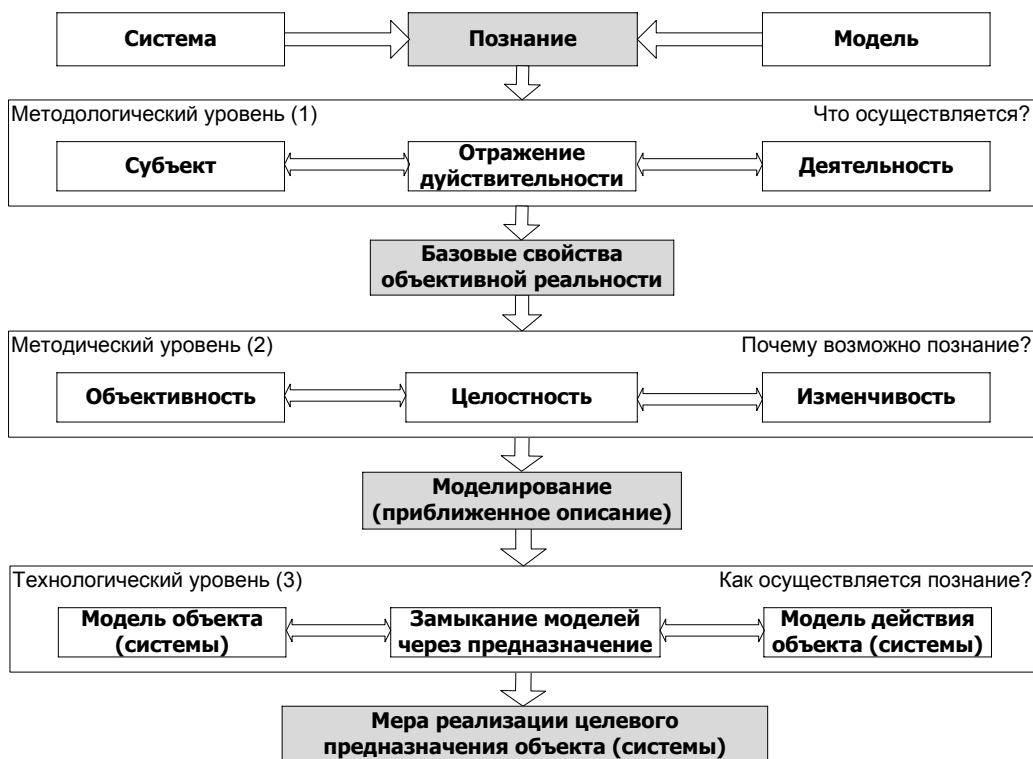 Система
Познание
Модель
Методологический уровень (1)
Что осуществляется?
Субъект
Отражение
дуйствительности
Деятельность
Базовые свойства
объективной реальности
Методический уровень (2)
Почему возможно познание?
Объективность
Целостность
Изменчивость
Моделирование
(приближенное описание)
Технологический уровень (3)
Как осуществляется познание?
Модель объекта
(системы)
Замыкание моделей
через предназначение
Модель действия
объекта (системы)
Мера реализации целевого
предназначения объекта (системы)